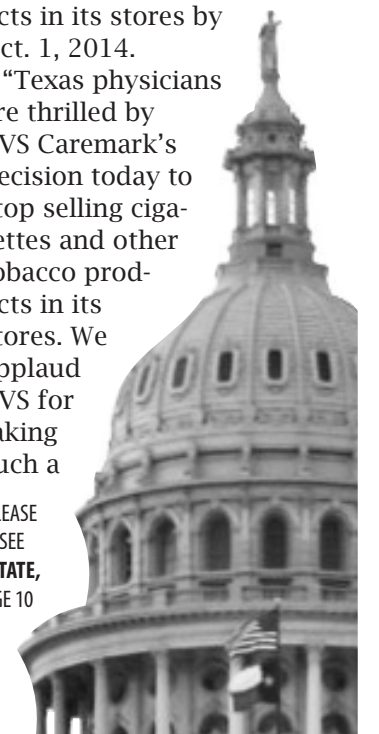 cts in its stores by
ct. 1, 2014.
“Texas physicians
re thrilled by
VS Caremark’s
ecision today to
top selling ciga-
ettes and other
obacco prod-
cts in its
tores. We
pplaud
VS for
aking
uch a
LEASE
SEE
TATE,
GE 10